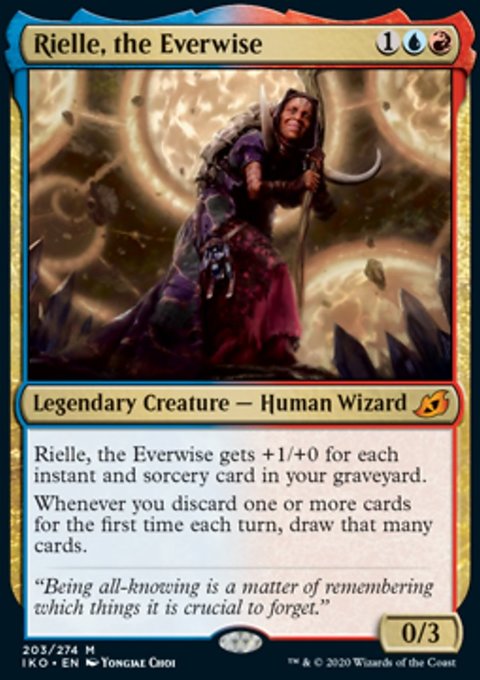 Rielle, the Everwise 1
Legendary Creature — Human Wizard
Rielle, the Everwise gets +1/+0 for each
instant and sorcery card in your graveyard.
Whenever you discard one or more cards
for the first time each turn, draw that many
cards.
“Being all-knowing is a matter of remembering
which things it is crucial to forget.”
0/3
203/274 M
IKO • EN Yongjae Choi
™ & © 2020 Wizards of the Coast